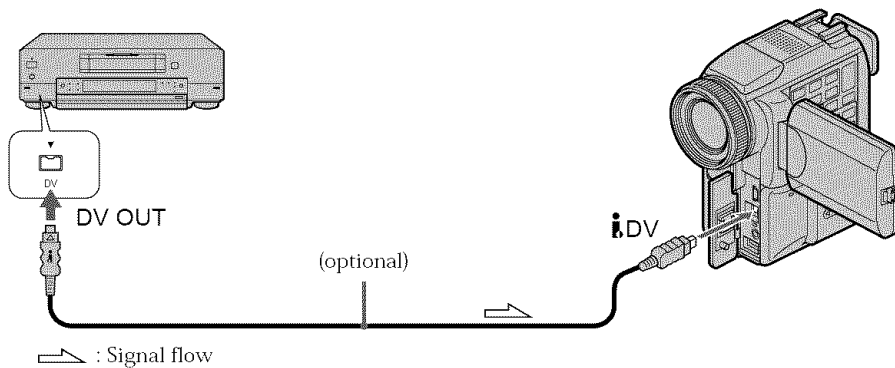 DV
DV OUT
(optional)
i DV
: Signal flow